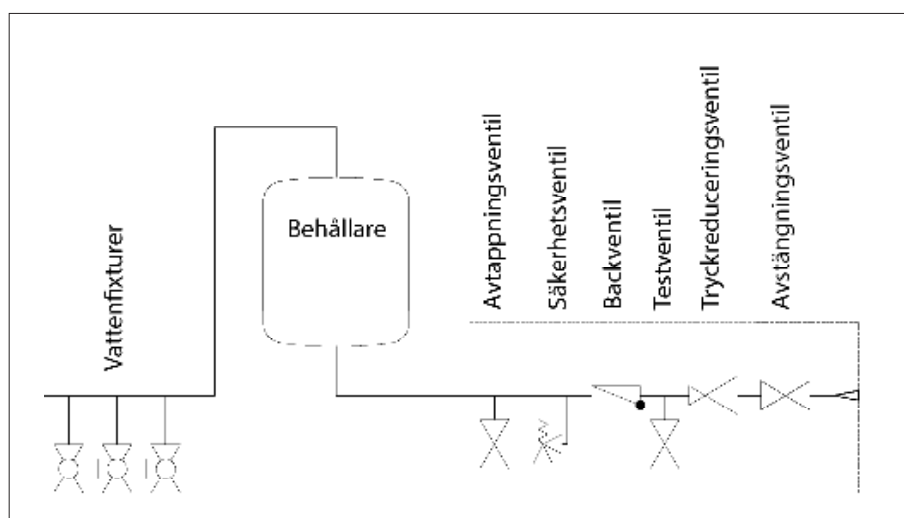 Vattenfixturer
Behållare
Avtappningsventil
Säkerhetsventil
Backventil
Testventil
Tryckreduceringsventil
Avstängningsventil